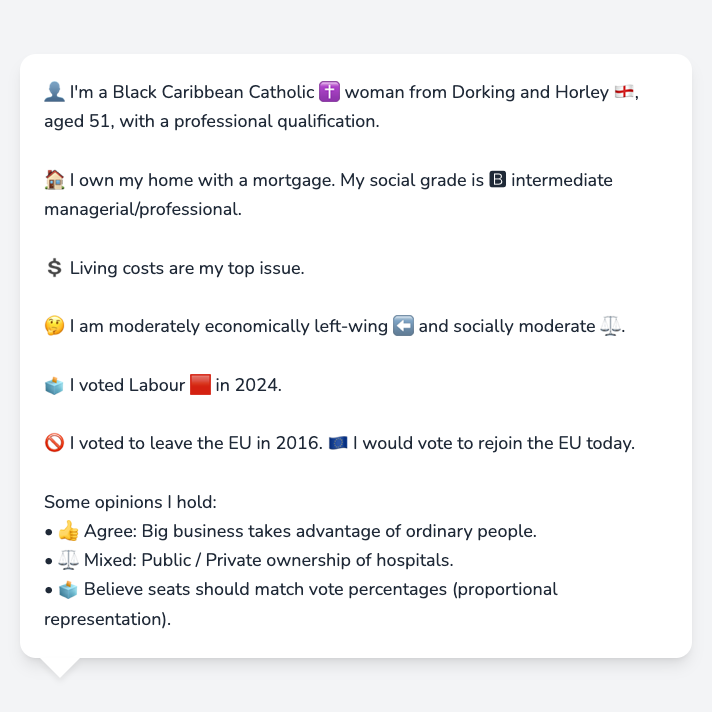 👤 I'm a Black Caribbean Catholic ✝️ woman from Dorking and Horley 🏴󠁧󠁢󠁥󠁮󠁧󠁿,
aged 51, with a professional qualification.
🏠 I own my home with a mortgage. My social grade is 🅱 intermediate
managerial/professional.
💲 Living costs are my top issue.
🤔 I am moderately economically left-wing ⬅️ and socially moderate ⚖️.
🗳️ I voted Labour 🟥 in 2024.
🚫 I voted to leave the EU in 2016. 🇪🇺 I would vote to rejoin the EU today.
Some opinions I hold:
• 👍 Agree: Big business takes advantage of ordinary people.
• ⚖️ Mixed: Public / Private ownership of hospitals.
• 🗳️ Believe seats should match vote percentages (proportional
representation).